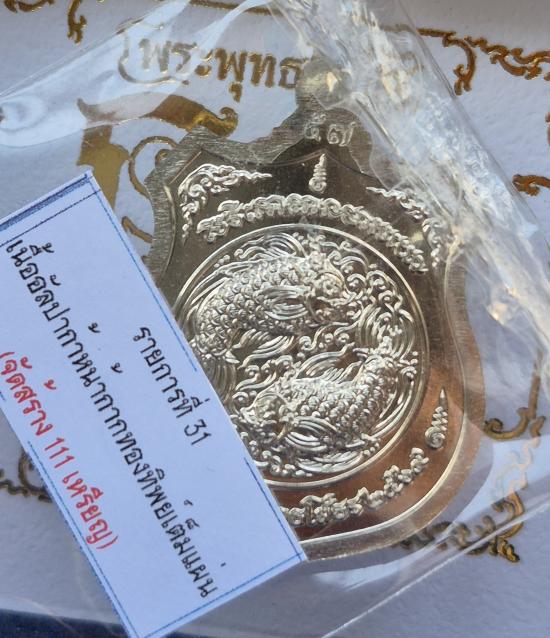 พระพุทธ
๕๗
รายการที่ 31
เนื้ออัลปาก้าหน้ากากทองทิพย์เต็มแผ่น
(จัดสร้าง 111 เหรียญ)